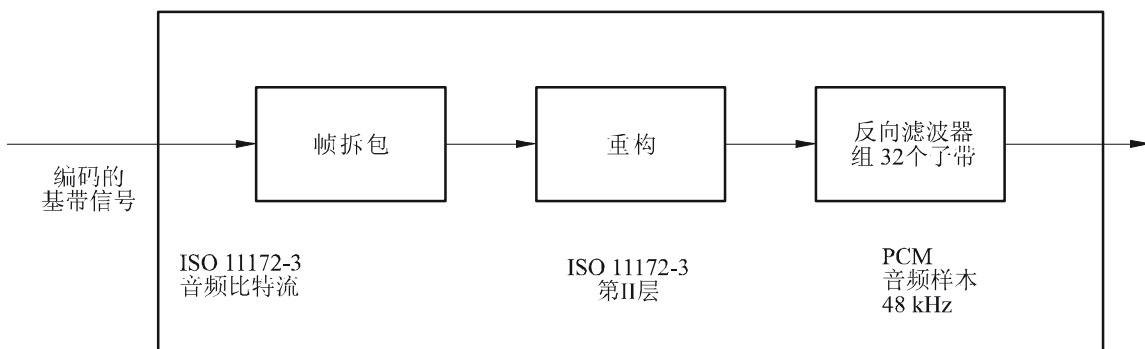 帧拆包
重构
反向滤波器
组 32个子带
编码的
基带信号
ISO 11172-3
音频比特流
ISO 11172-3
第II层
PCM
音频样本
48 kHz